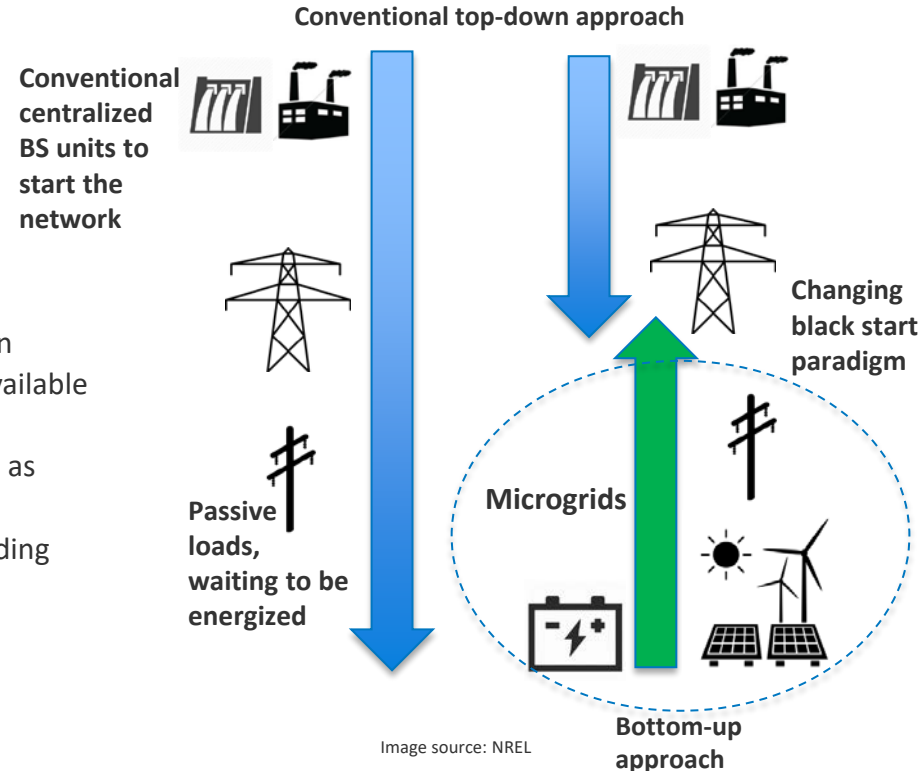 Conventional top-down approach
Conventional
centralized
BS units to
start the
network
Changing
black start
paradigm
as
Passive
loads,
waiting to be
energized
Microgrids
Bottom-up
approach
Image source: NREL